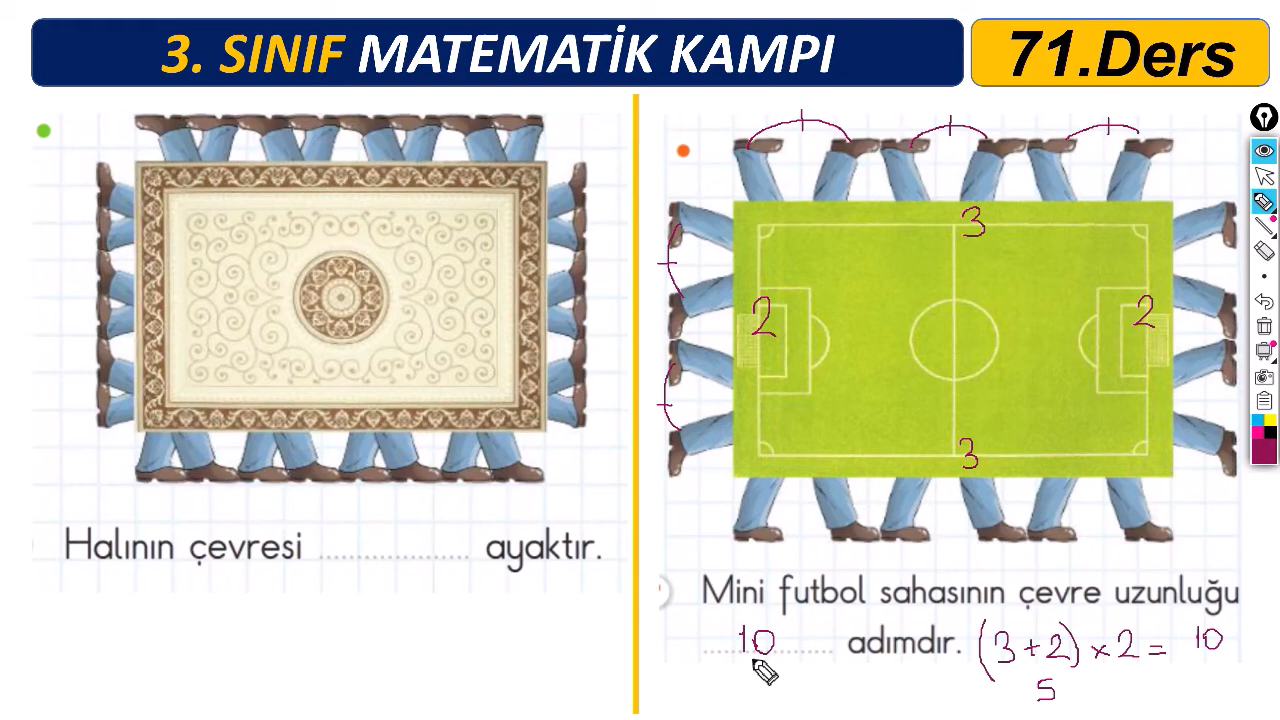 3. SINIF MATEMATİK KAMPI
71.Ders
Halının çevresi ........................ ayaktır.
3
2
2
3
Mini futbol sahasının çevre uzunluğu
10 adımdır. (3+2)×2= 10
5